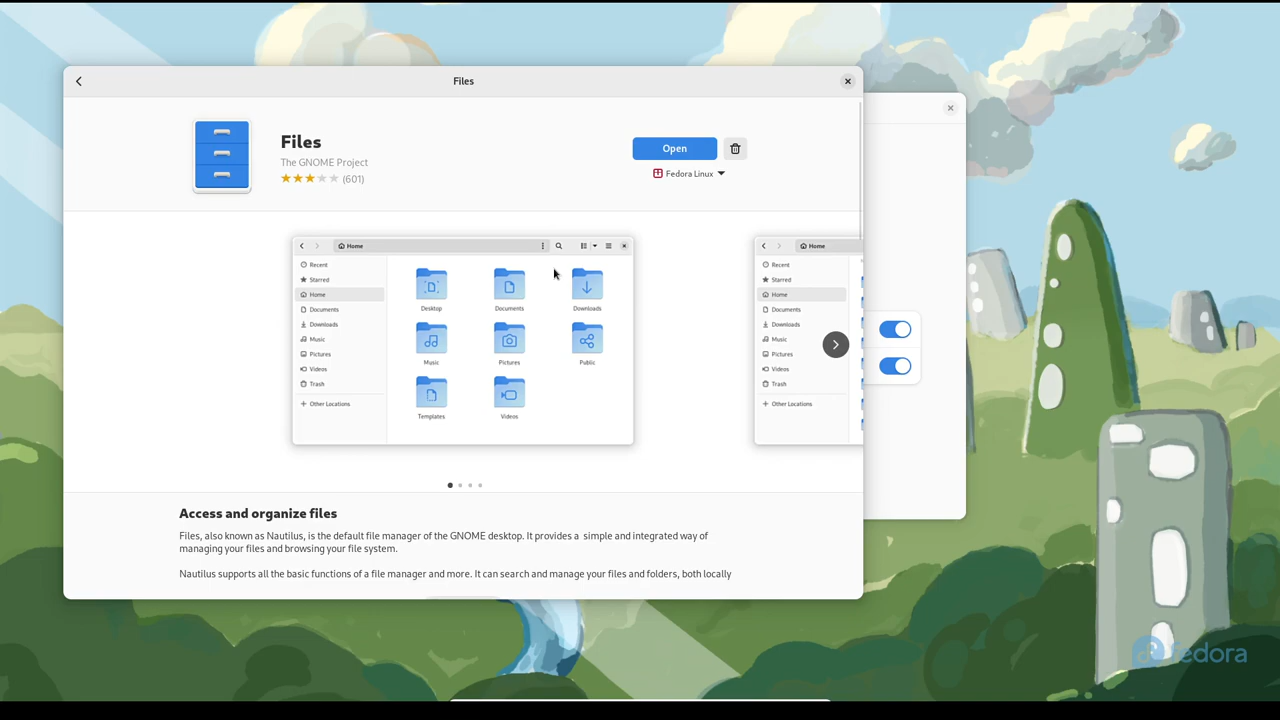 Files
Files
The GNOME Project
(601)
Open
Fedora Linux
Home
Recent
Starred
Home
Documents
Downloads
Music
Pictures
Videos
Trash
Other Locations
Desktop
Documents
Downloads
Music
Pictures
Public
Templates
Videos
Home
Recent
Starred
Home
Documents
Downloads
Music
Pictures
Videos
Trash
Other Locations
Access and organize files
Files, also known as Nautilus, is the default file manager of the GNOME desktop. It provides a simple and integrated way of
managing your files and browsing your file system.
Nautilus supports all the basic functions of a file manager and more. It can search and manage your files and folders, both locally
fedora